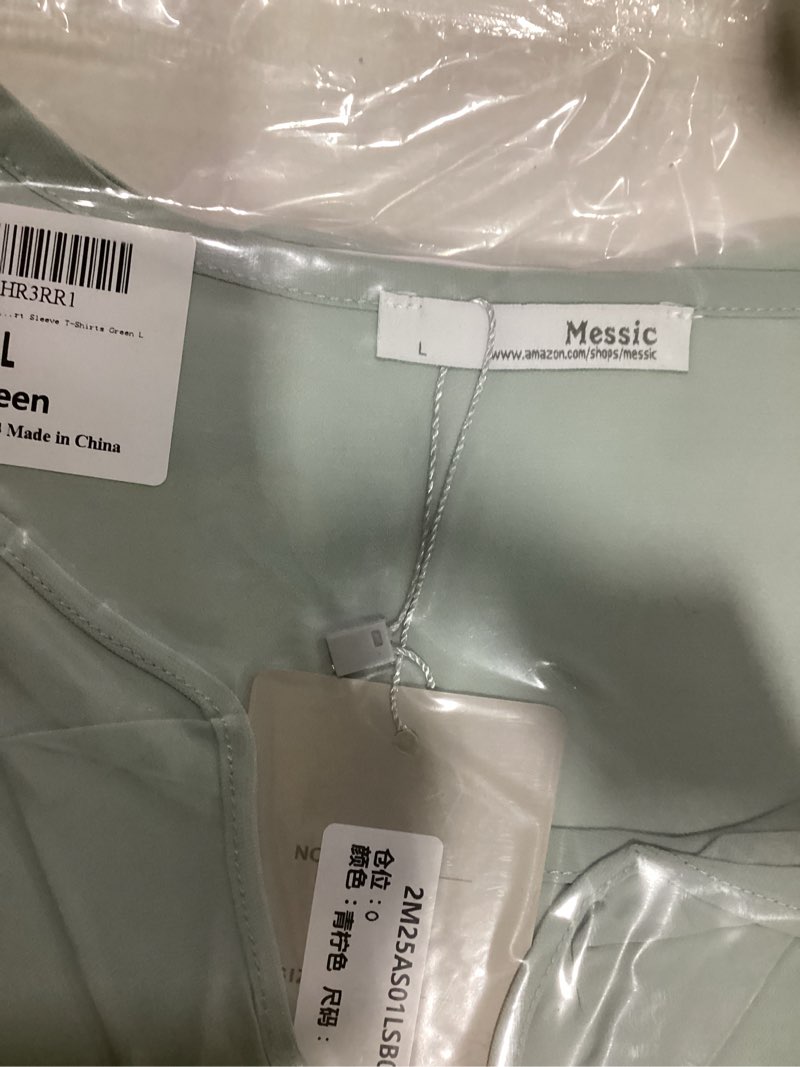 HR3RR1
...rt Sleeve T-Shirts Green L
L
een
Made in China
Messic
L
www.amazon.com/shops/messic
NO
2M25AS01LSB
仓位：0
颜色：青柠色 尺码：